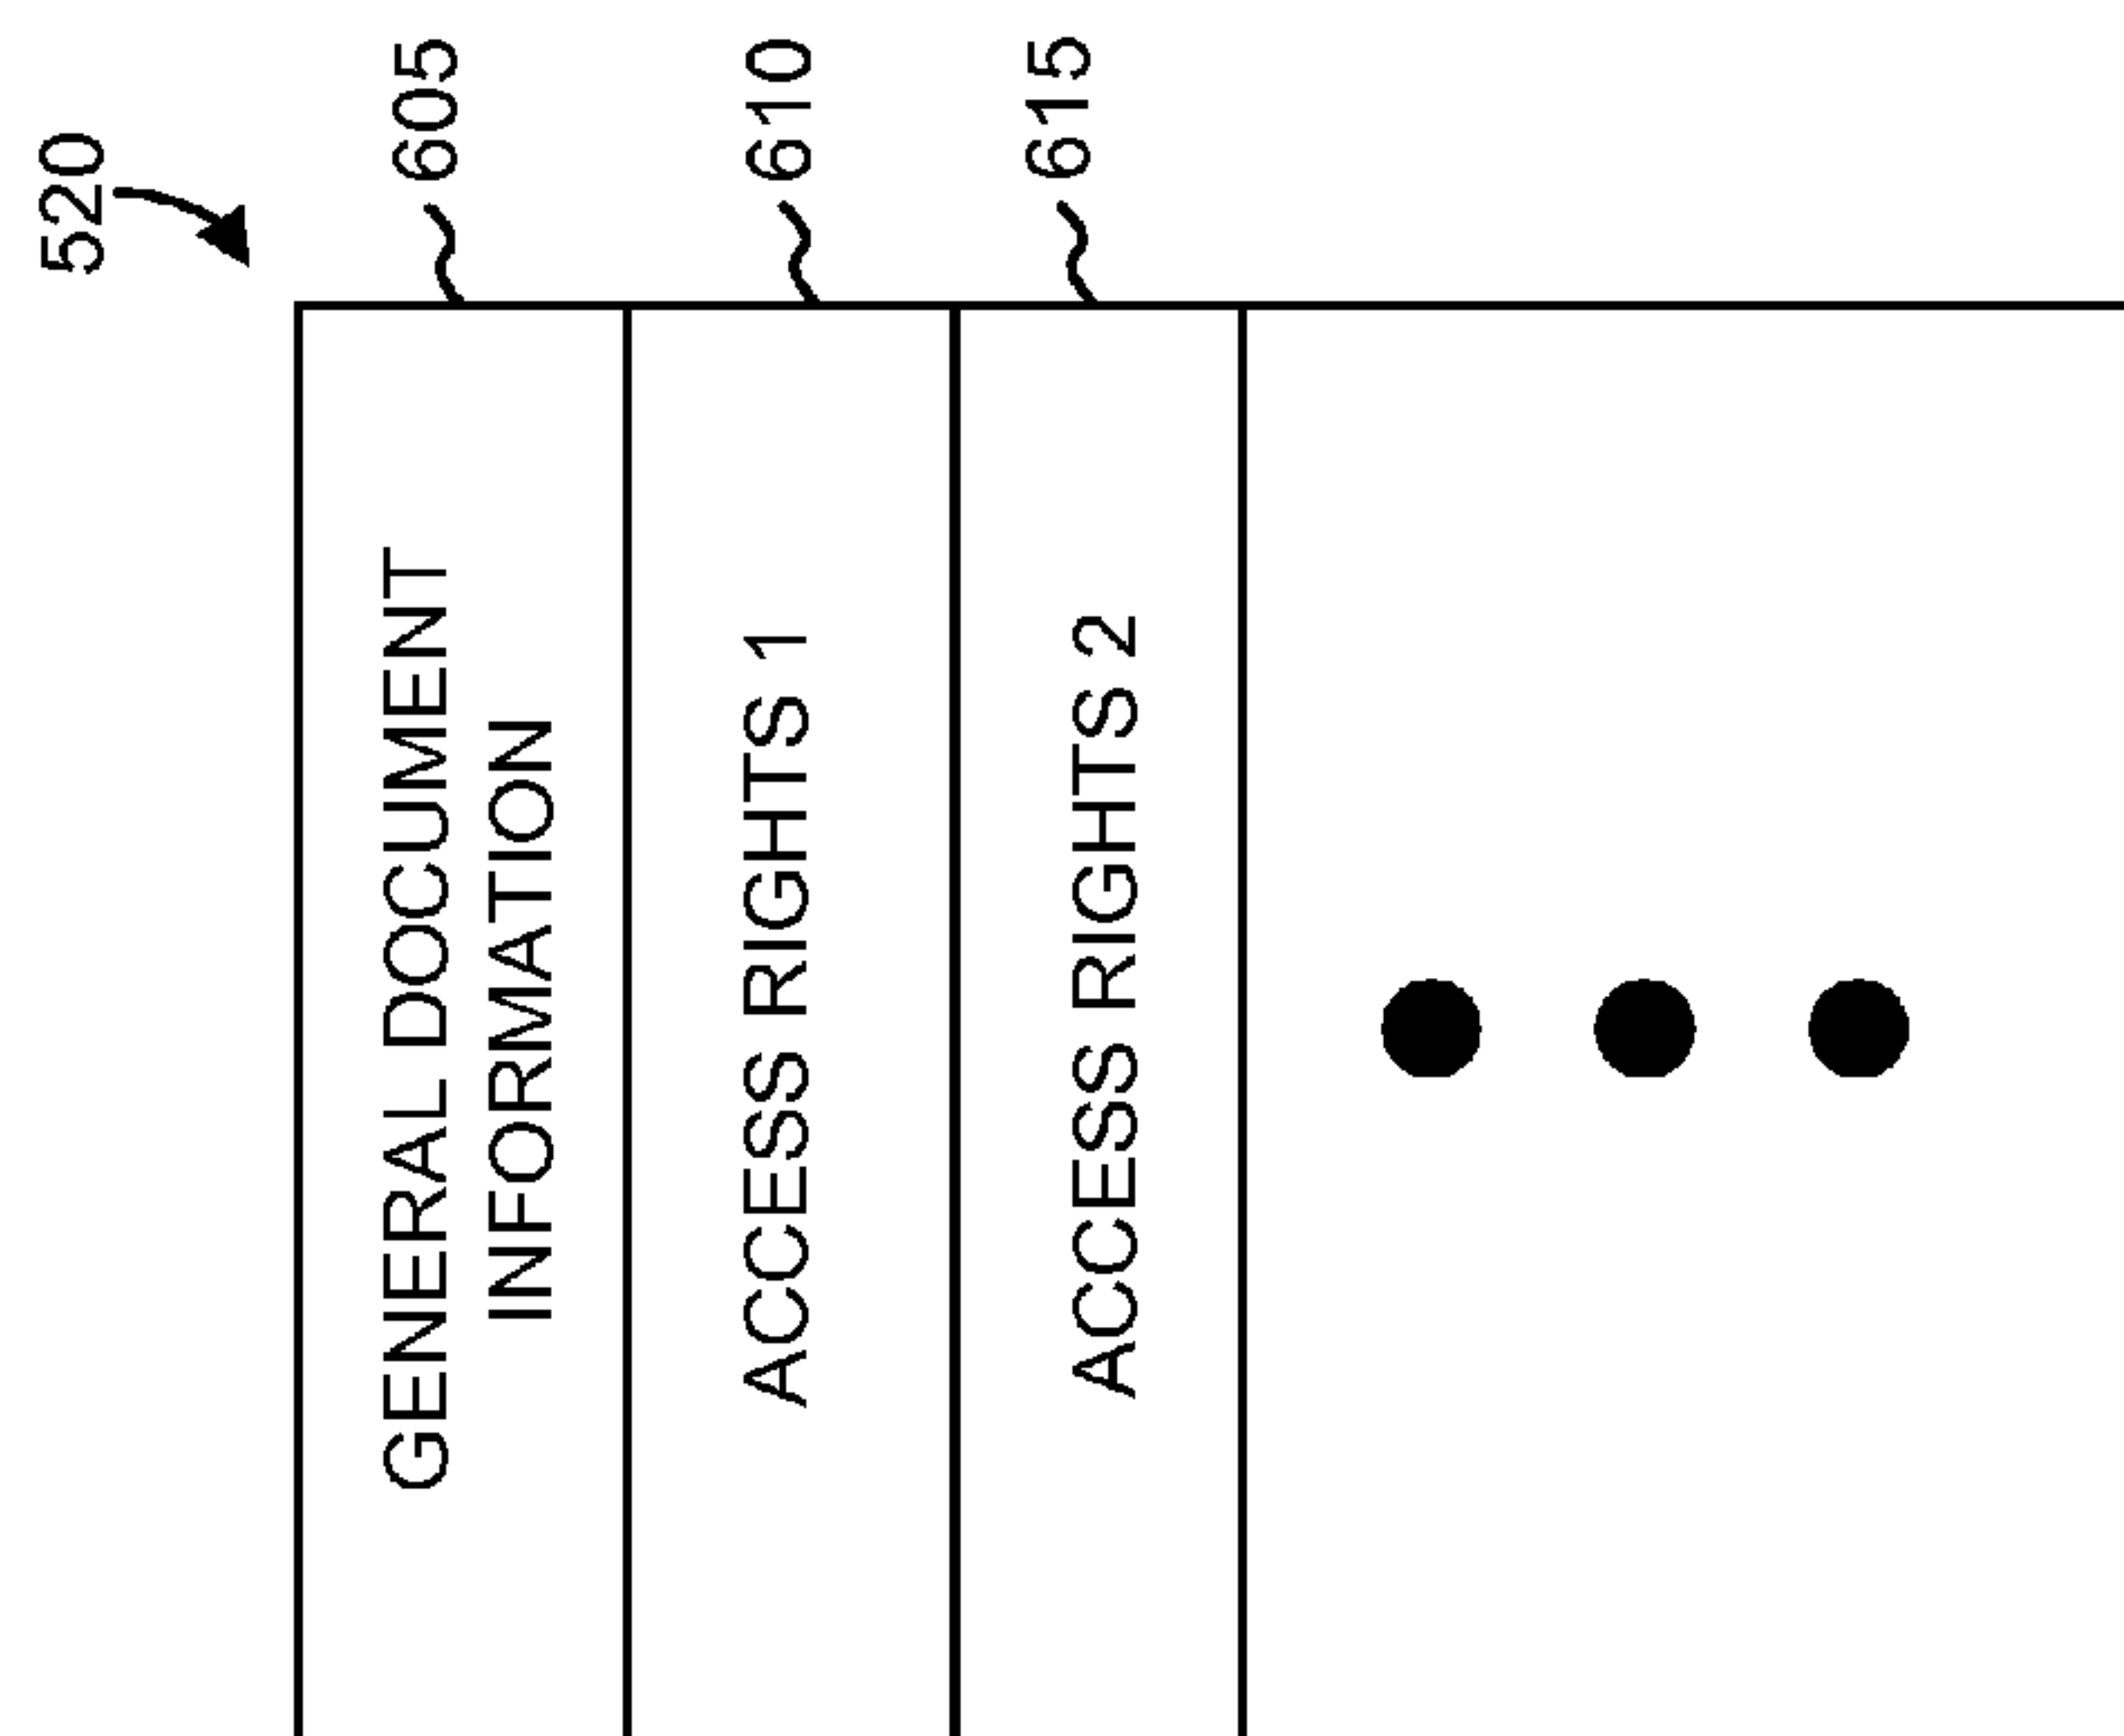 520
GENERAL DOCUMENT
INFORMATION
605
ACCESS RIGHTS 1
610
ACCESS RIGHTS 2
615